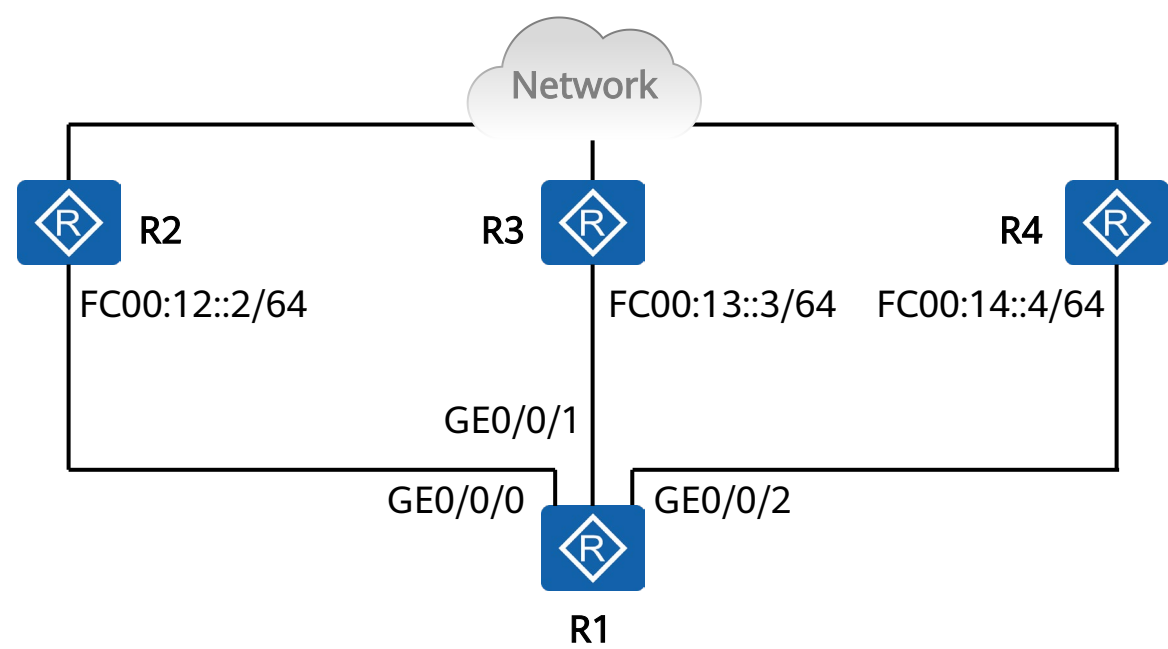 Network
R
R2
R3
R
R4
R
FC00:12::2/64
FC00:13::3/64
FC00:14::4/64
GE0/0/1
GE0/0/0
GE0/0/2
R
R1